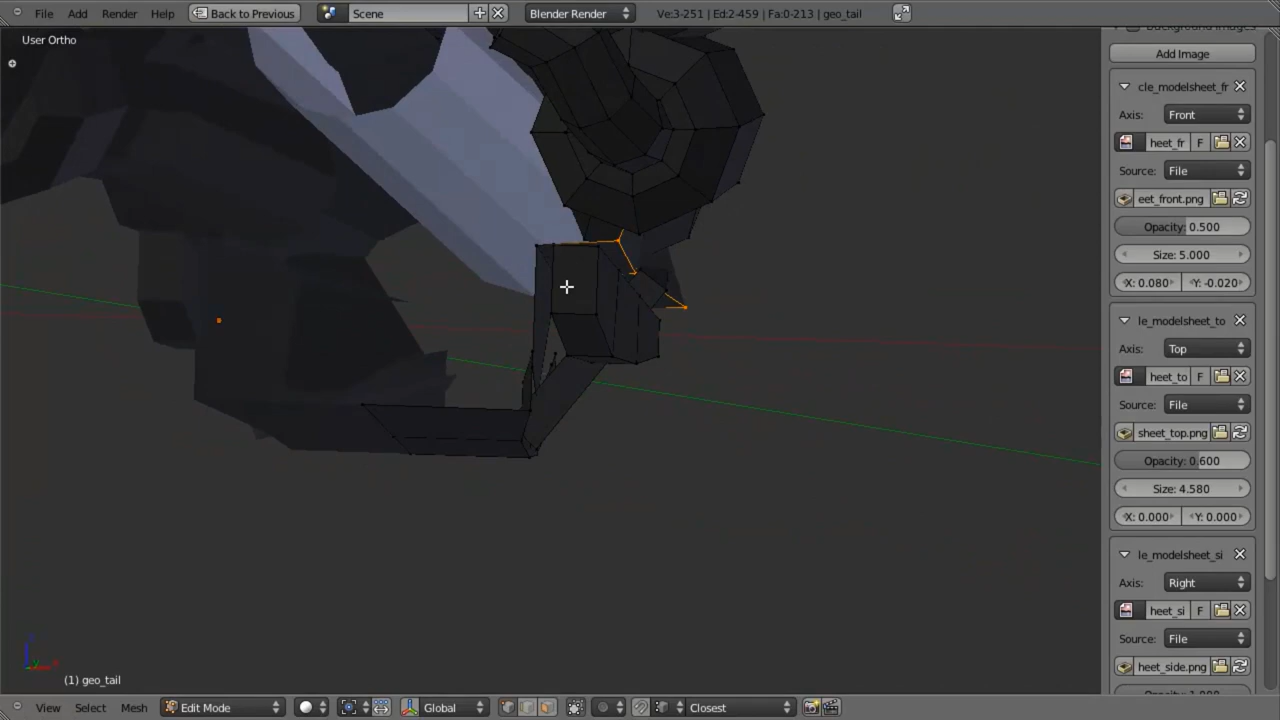 File Add Render Help Back to Previous Scene Blender Render Ve:3-251 | Ed:2-459 | Fa:0-213 | geo_tail
User Ortho
Add Image
cle_modelsheet_fr
Axis: Front
heet_fr F
Source: File
eet_front.png
Opacity: 0.500
Size: 5.000
X: 0.080 Y: -0.020
le_modelsheet_to
Axis: Top
heet_to F
Source: File
sheet_top.png
Opacity: 0.600
Size: 4.580
X: 0.000 Y: 0.000
le_modelsheet_si
Axis: Right
heet_si F
Source: File
heet_side.png
(1) geo_tail
View Select Mesh Edit Mode Global Closest